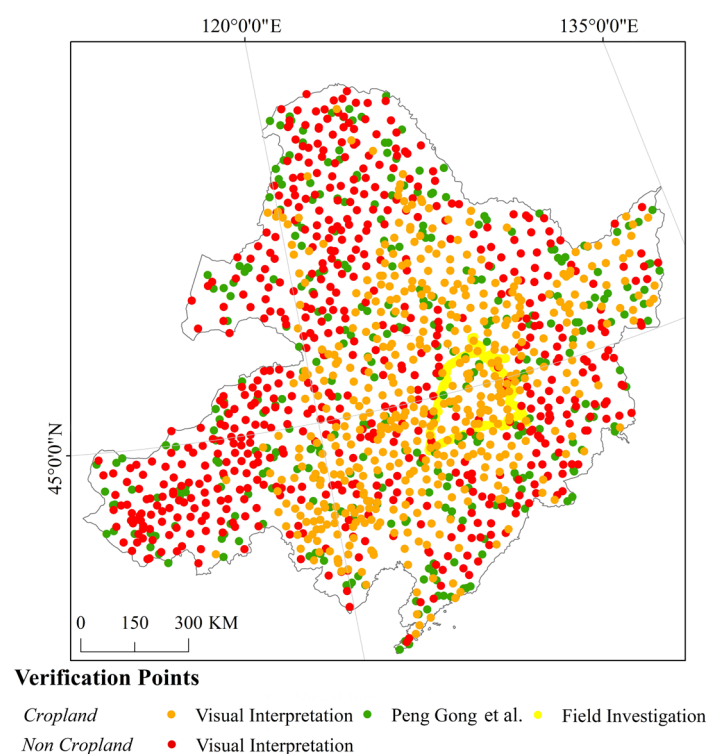 120°0'0"E 135°0'0"E
45°0'0"N
0 150 300 KM
Verification Points
Cropland Visual Interpretation Peng Gong et al. Field Investigation
Non Cropland Visual Interpretation